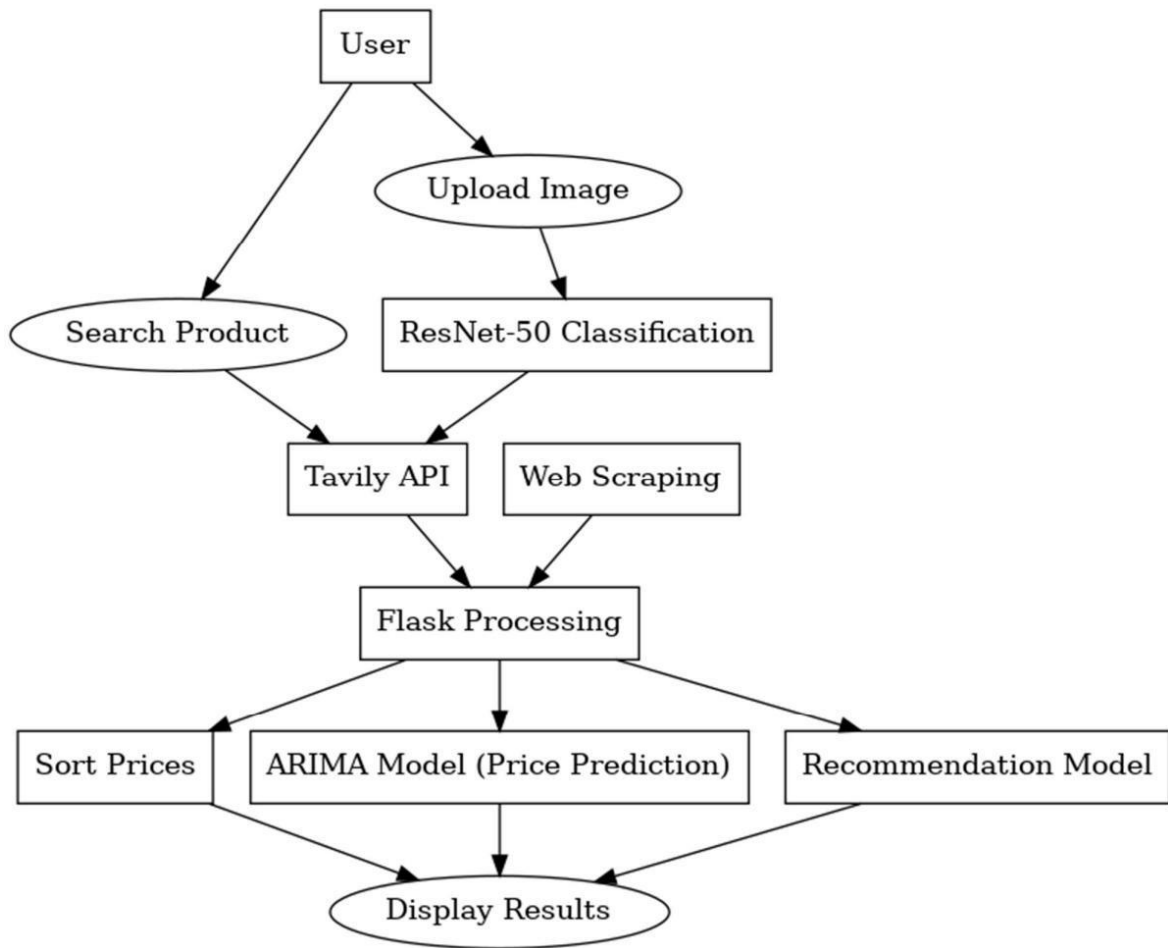 User
Upload Image
Search Product
ResNet-50 Classification
Tavily API
Web Scraping
Flask Processing
Sort Prices
ARIMA Model (Price Prediction)
Recommendation Model
Display Results